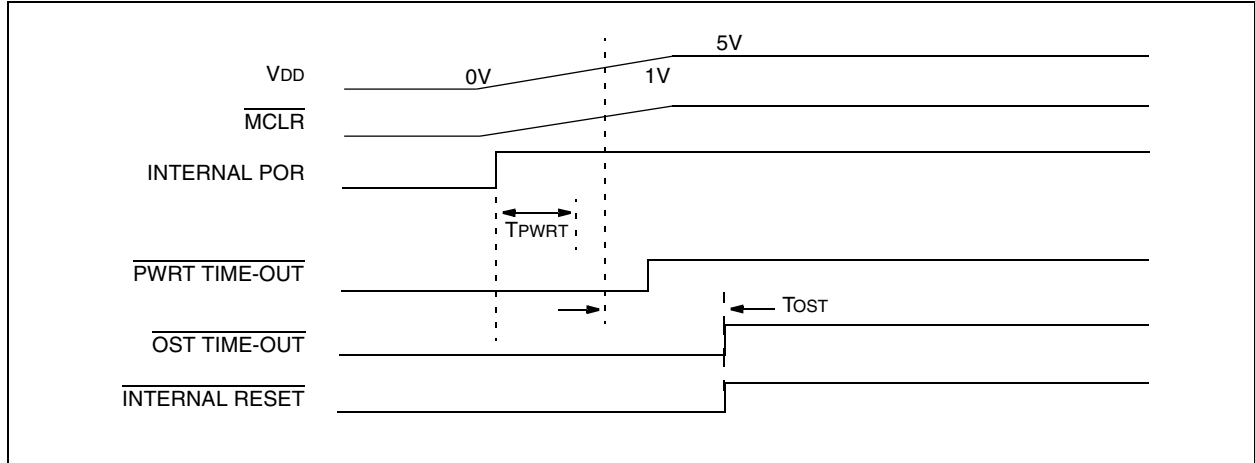 5V
VDD 0V 1V
MCLR
INTERNAL POR
TPWRT
PWRT TIME-OUT
TOST
OST TIME-OUT
INTERNAL RESET